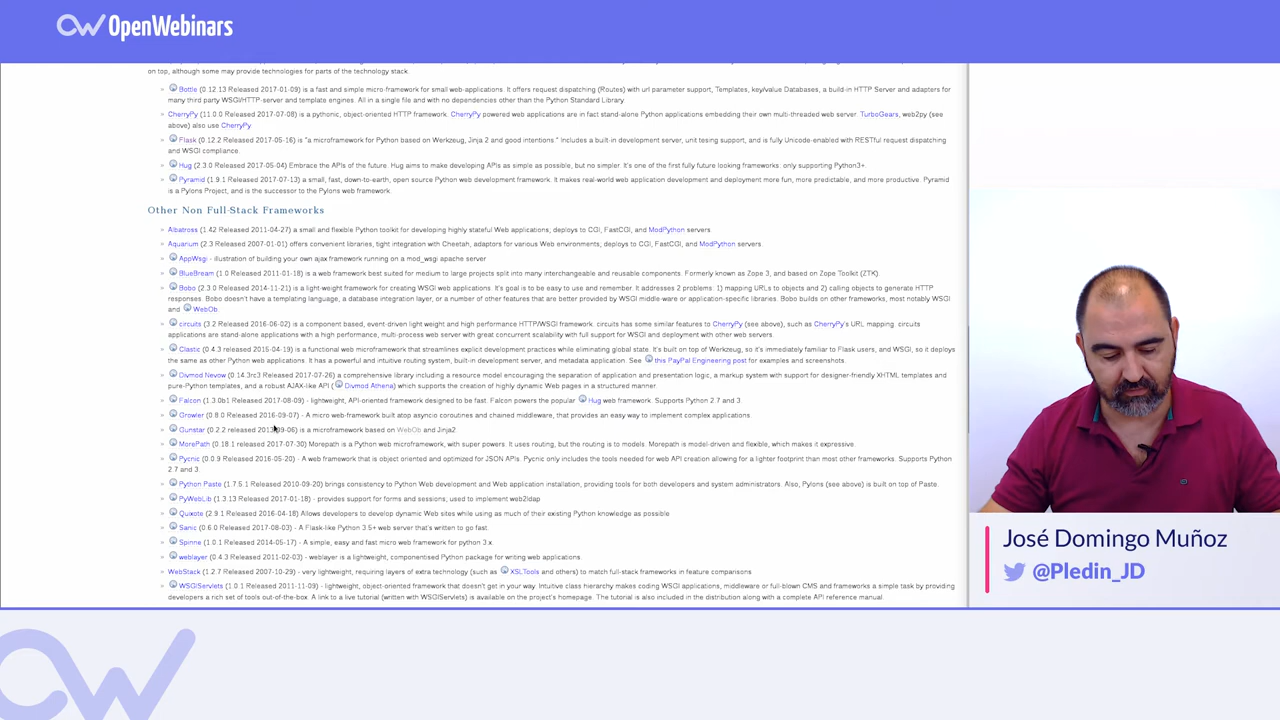 OpenWebinars
on top, although some may provide technologies for parts of the technology stack.
» Bottle (0.12.13 Released 2017-01-09) is a fast and simple micro-framework for small web-applications. It offers request dispatching (Routes) with url parameter support, Templates, key/value Databases, a build-in HTTP Server and adapters for
many third party WSGI/HTTP-server and template engines. All in a single file and with no dependencies other than the Python Standard Library.
» CherryPy (11.0.0 Released 2017-07-08) is a pythonic, object-oriented HTTP framework. CherryPy powered web applications are in fact stand-alone Python applications embedding their own multi-threaded web server. TurboGears, web2py (see
above) also use CherryPy.
» Flask (0.12.2 Released 2017-05-16) is "a microframework for Python based on Werkzeug, Jinja 2 and good intentions." Includes a built-in development server, unit tesing support, and is fully Unicode-enabled with RESTful request dispatching
and WSGI compliance.
» Hug (2.3.0 Released 2017-05-04) Embrace the APIs of the future. Hug aims to make developing APIs as simple as possible, but no simpler. It's one of the first fully future looking frameworks: only supporting Python3+.
» Pyramid (1.9.1 Released 2017-07-13) a small, fast, down-to-earth, open source Python web development framework. It makes real-world web application development and deployment more fun, more predictable, and more productive. Pyramid
is a Pylons Project, and is the successor to the Pylons web framework.
Other Non Full-Stack Frameworks
» Albatross (1.42 Released 2011-04-27) a small and flexible Python toolkit for developing highly stateful Web applications, deploys to CGI, FastCGI, and ModPython servers.
» Aquarium (2.3 Released 2007-01-01) offers convenient libraries, tight integration with Cheetah, adaptors for various Web environments; deploys to CGI, FastCGI, and ModPython servers.
» AppWsgi - illustration of building your own ajax framework running on a mod_wsgi apache server
» BlueBream (1.0 Released 2011-01-18) is a web framework best suited for medium to large projects split into many interchangeable and reusable components. Formerly known as Zope 3, and based on Zope Toolkit (ZTK).
» Bobo (2.3.0 Released 2014-11-21) is a light-weight framework for creating WSGI web applications. It's goal is to be easy to use and remember. It addresses 2 problems: 1) mapping URLs to objects and 2) calling objects to generate HTTP
responses. Bobo doesn't have a templating language, a database integration layer, or a number of other features that are better provided by WSGI middle-ware or application-specific libraries. Bobo builds on other frameworks, most notably WSGI
and WebOb.
» circuits (3.2 Released 2016-06-02) is a component based, event-driven light weight and high performance HTTP/WSGI framework. circuits has some similar features to CherryPy (see above), such as CherryPy's URL mapping. circuits
applications are stand-alone applications with a high performance, multi-process web server with great concurrent scalability with full support for WSGI and deployment with other web servers.
» Clastic (0.4.3 released 2015-04-19) is a functional web microframework that streamlines explicit development practices while eliminating global state. It's built on top of Werkzeug, so it's immediately familiar to Flask users, and WSGI, so it deploys
the same as other Python web applications. It has a powerful and intuitive routing system, built-in development server, and metadata application. See this PayPal Engineering post for examples and screenshots.
» Divmod Nevow (0.14.3rc3 released 2017-07-26) a comprehensive library including a resource model encouraging the separation of application and presentation logic, a markup system with support for designer-friendly XHTML templates and
pure-Python templates, and a robust AJAX-like API ( Divmod Athena) which supports the creation of highly dynamic Web pages in a structured manner.
» Falcon (1.3.0b1 Released 2017-08-09) - lightweight, API-oriented framework designed to be fast. Falcon powers the popular Hug web framework. Supports Python 2.7 and 3
» Growler (0.8.0 Released 2016-09-07) - A micro web-framework built atop asyncio coroutines and chained middleware, that provides an easy way to implement complex applications.
» Gunstar (0.2.2 released 2013-09-06) is a microframework based on WebOb and Jinja2
» MorePath (0.18.1 released 2017-07-30) Morepath is a Python web microframework, with super powers. It uses routing, but the routing is to models. Morepath is model-driven and flexible, which makes it expressive.
» Pycnic (0.0.9 Released 2016-05-20) - A web framework that is object oriented and optimized for JSON APIs. Pycnic only includes the tools needed for web API creation allowing for a lighter footprint than most other frameworks. Supports Python
2.7 and 3.
» Python Paste (1.7.5.1 Released 2010-09-20) brings consistency to Python Web development and Web application installation, providing tools for both developers and system administrators. Also, Pylons (see above) is built on top of Paste.
» PyWebLib (1.3.13 Released 2017-01-18) - provides support for forms and sessions; used to implement web2ldap
» Quixote (2.9.1 Released 2016-04-18) Allows developers to develop dynamic Web sites while using as much of their existing Python knowledge as possible
» Sanic (0.6.0 Released 2017-08-03) - A Flask-like Python 3.5+ web server that's written to go fast.
» Spinne (1.0.1 Released 2014-05-17) - A simple, easy and fast micro web framework for python 3.x.
» weblayer (0.4.3 Released 2011-02-03) - weblayer is a lightweight, componentised Python package for writing web applications.
» WebStack (1.2.7 Released 2007-10-29) - very lightweight, requiring layers of extra technology (such as XSLTools and others) to match full-stack frameworks in feature comparisons
» WSGIServlets (1.0.1 Released 2011-11-09) - lightweight, object-oriented framework that doesn't get in your way. Intuitive class hierarchy makes coding WSGI applications, middleware or full-blown CMS and frameworks a simple task by providing
developers a rich set of tools out-of-the-box. A link to a live tutorial (written with WSGIServlets) is available on the project's homepage. The tutorial is also included in the distribution along with a complete API reference manual.
José Domingo Muñoz
@Pledin_JD